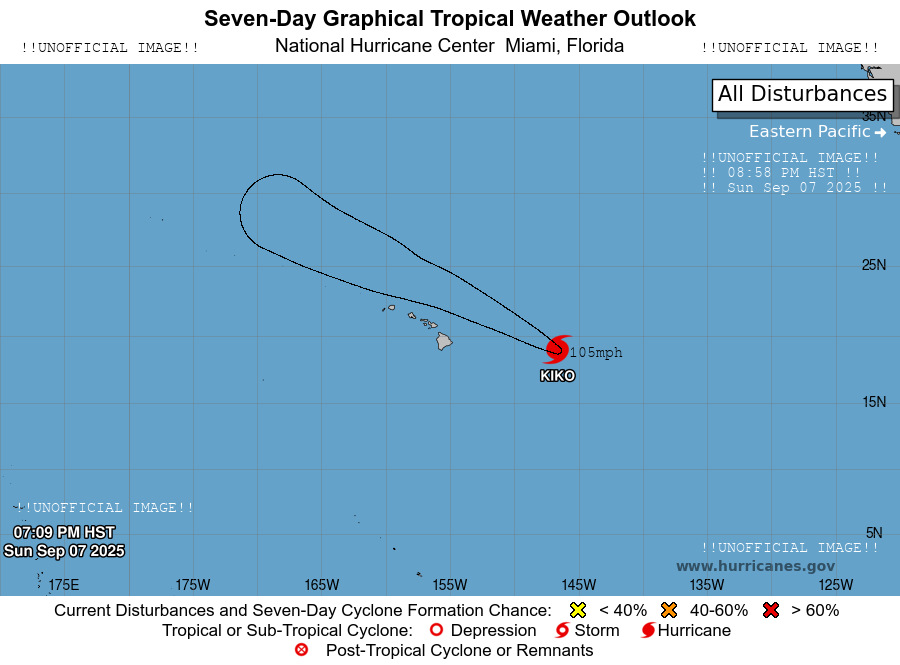 Seven-Day Graphical Tropical Weather Outlook
!!UNOFFICIAL IMAGE!! National Hurricane Center Miami, Florida !!UNOFFICIAL IMAGE!!
All Disturbances
35N
Eastern Pacific
!!UNOFFICIAL IMAGE!!
!! 08:58 PM HST !!
!! Sun Sep 07 2025 !!
25N
105mph
KIKO
15N
!!UNOFFICIAL IMAGE!!
07:09 PM HST
Sun Sep 07 2025
5N
!!UNOFFICIAL IMAGE!!
www.hurricanes.gov
175E 175W 165W 155W 145W 135W 125W
Current Disturbances and Seven-Day Cyclone Formation Chance: < 40% 40-60% > 60%
Tropical or Sub-Tropical Cyclone: Depression Storm Hurricane
Post-Tropical Cyclone or Remnants